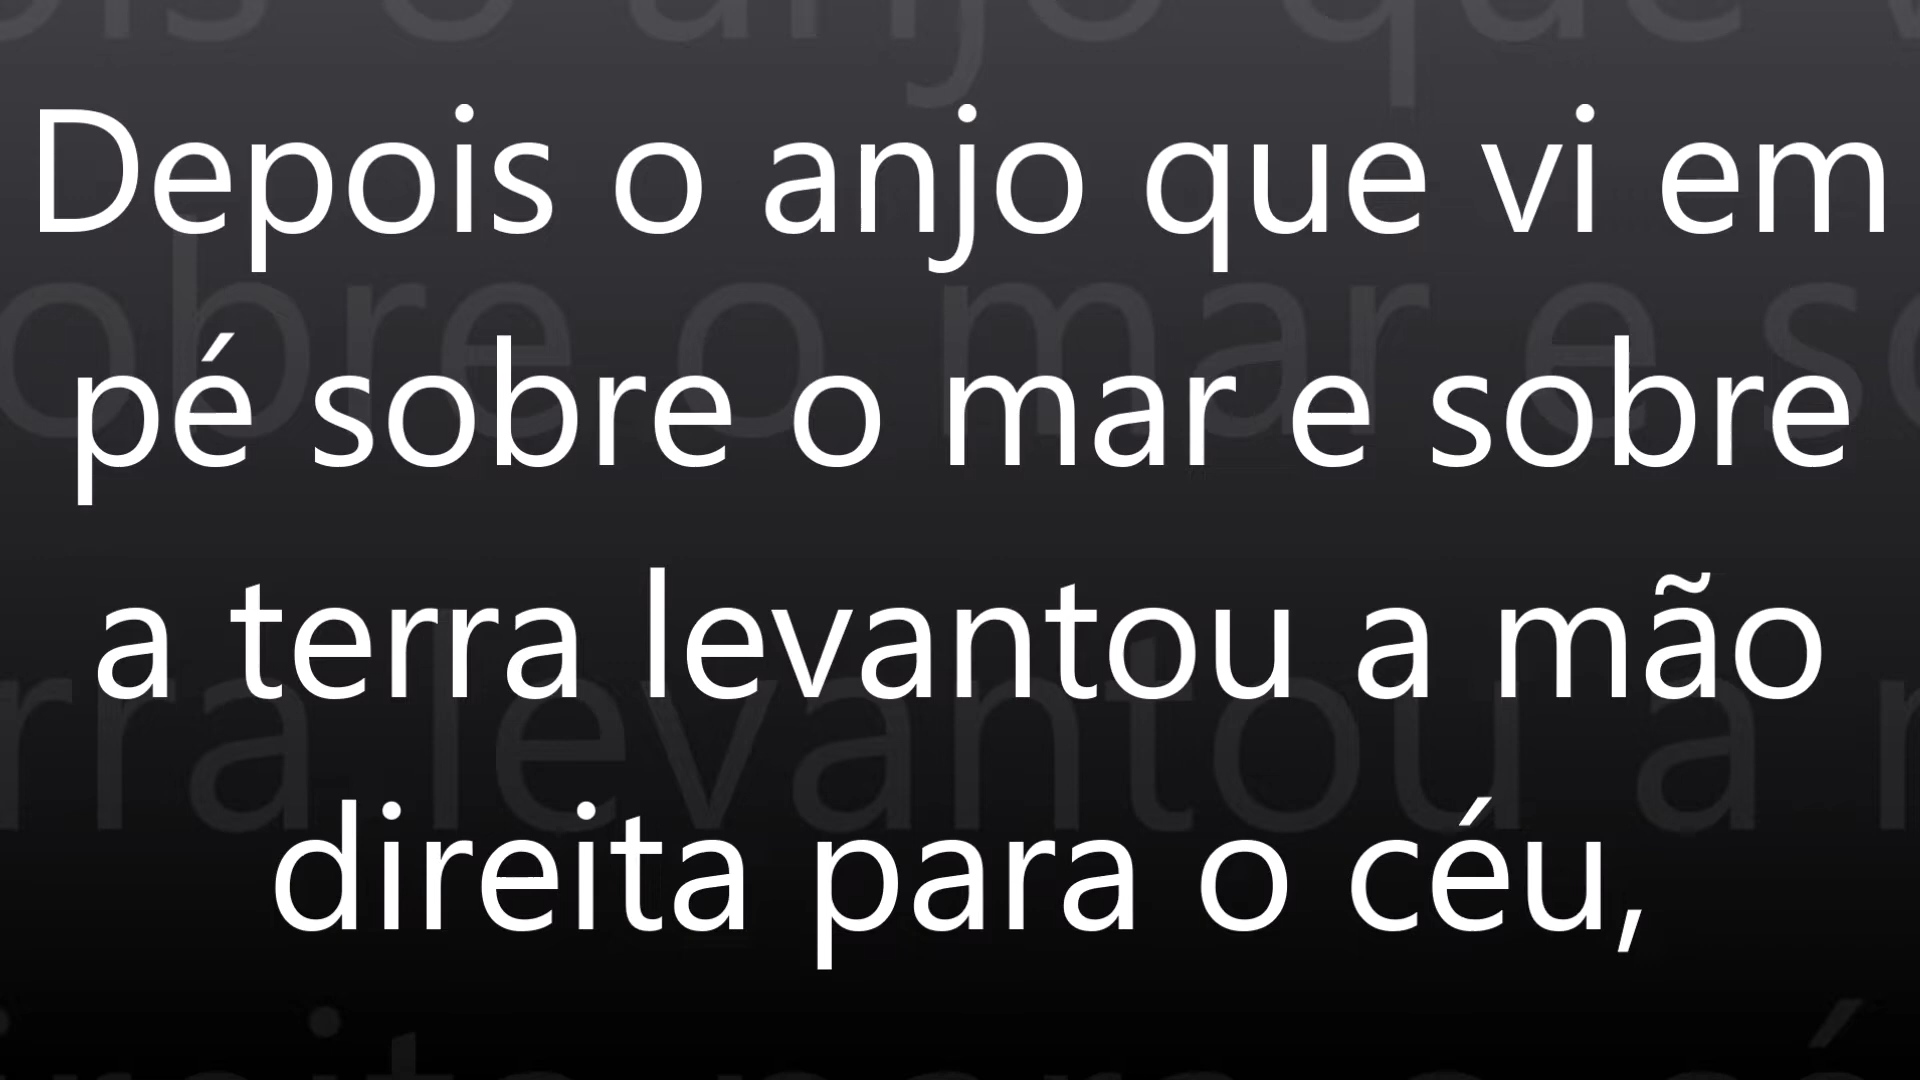 Depois o anjo que vi em
pé sobre o mar e sobre
a terra levantou a mão
direita para o céu,